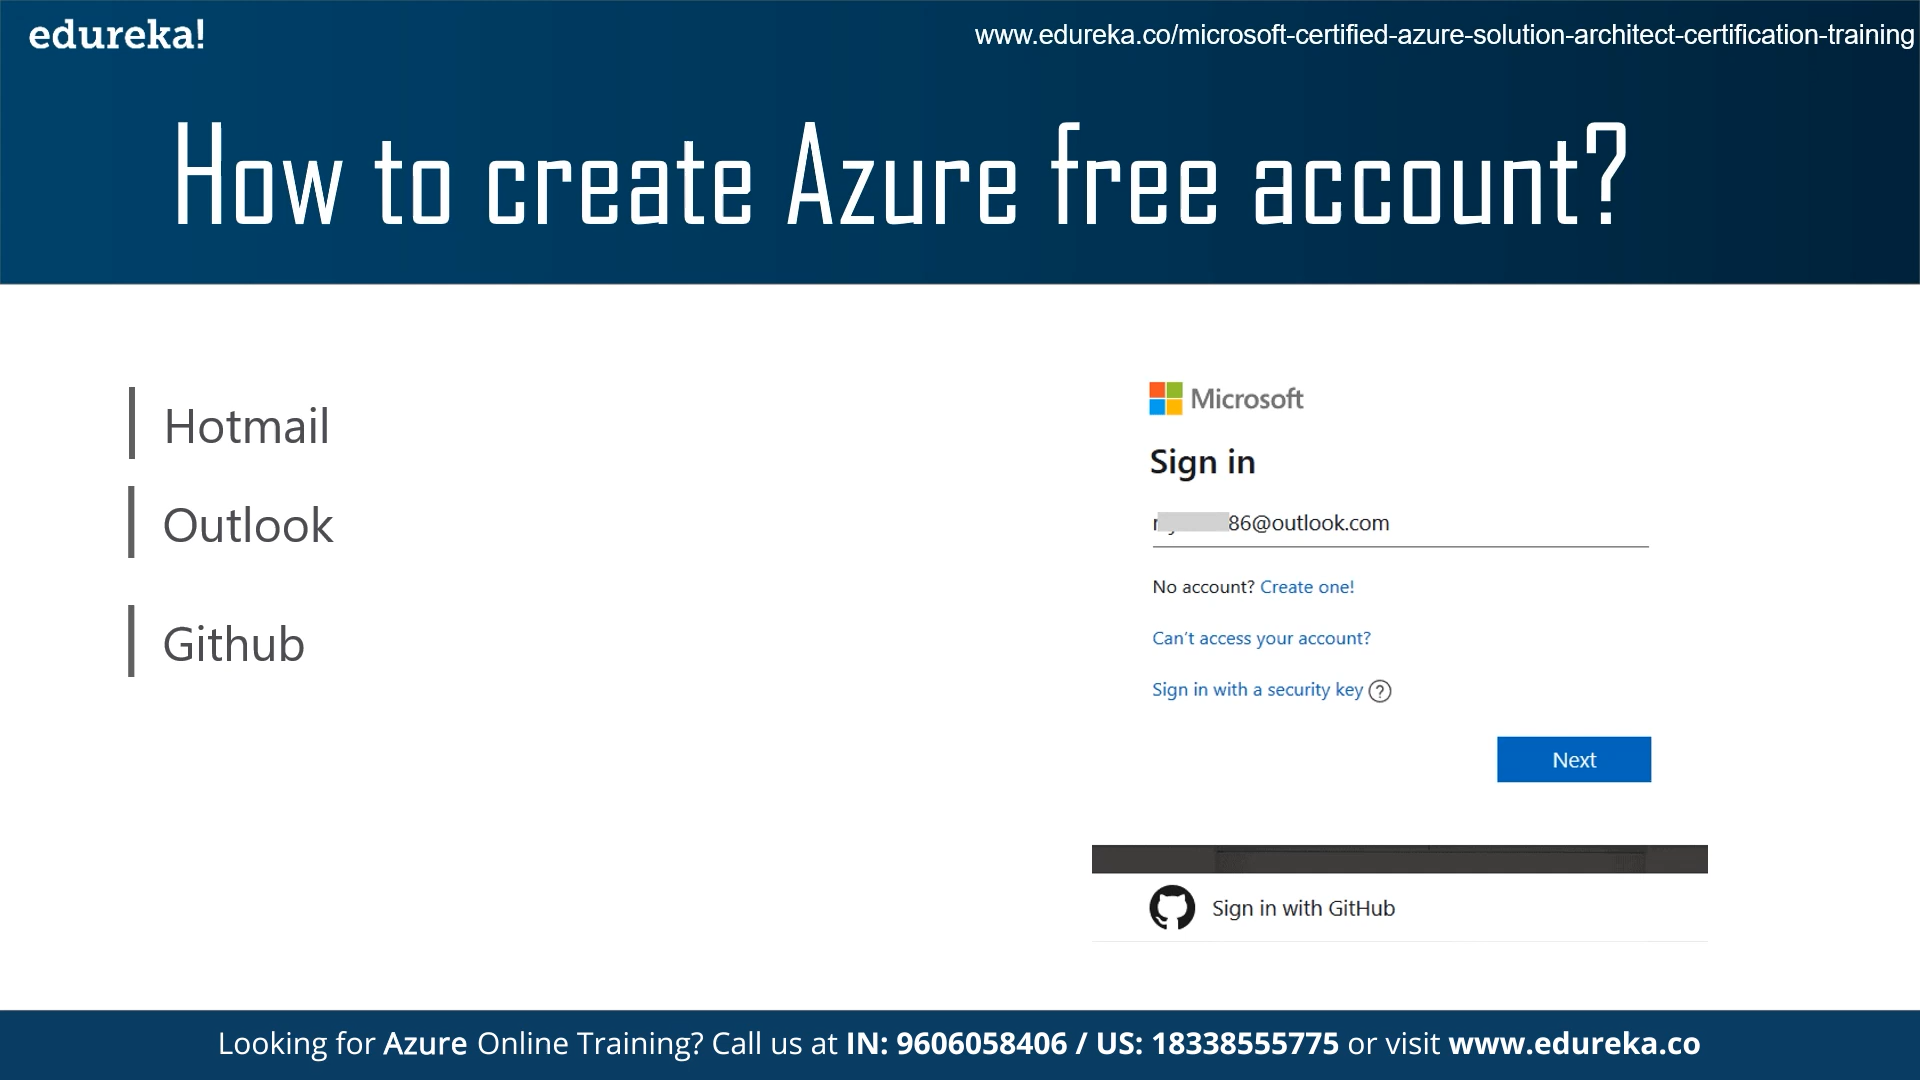 edureka!
www.edureka.co/microsoft-certified-azure-solution-architect-certification-training
How to create Azure free account?
Hotmail
Outlook
Github
Microsoft
Sign in
86@outlook.com
No account? Create one!
Can't access your account?
Sign in with a security key ?
Next
Sign in with GitHub
Looking for Azure Online Training? Call us at IN: 9606058406 / US: 18338555775 or visit www.edureka.co